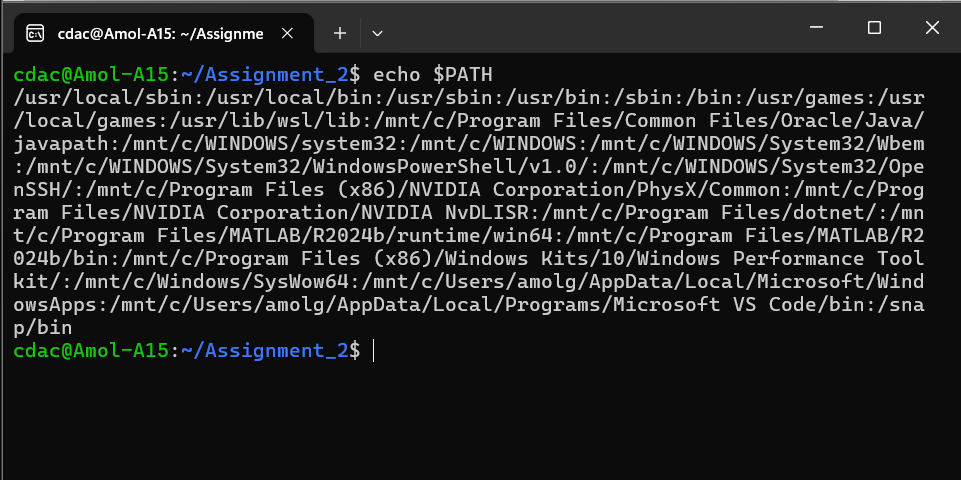 cdac@Amol-A15: ~/Assignme
cdac@Amol-A15:~/Assignment_2$ echo $PATH
/usr/local/sbin:/usr/local/bin:/usr/sbin:/usr/bin:/sbin:/bin:/usr/games:/usr
/local/games:/usr/lib/wsl/lib:/mnt/c/Program Files/Common Files/Oracle/Java/
javapath:/mnt/c/WINDOWS/system32:/mnt/c/WINDOWS:/mnt/c/WINDOWS/System32/Wbem
:/mnt/c/WINDOWS/System32/WindowsPowerShell/v1.0/:/mnt/c/WINDOWS/System32/Ope
nSSH/:/mnt/c/Program Files (x86)/NVIDIA Corporation/PhysX/Common:/mnt/c/Prog
ram Files/NVIDIA Corporation/NVIDIA NvDLISR:/mnt/c/Program Files/dotnet/:/mn
t/c/Program Files/MATLAB/R2024b/runtime/win64:/mnt/c/Program Files/MATLAB/R2
024b/bin:/mnt/c/Program Files (x86)/Windows Kits/10/Windows Performance Tool
kit/:/mnt/c/Windows/SysWow64:/mnt/c/Users/amolg/AppData/Local/Microsoft/Wind
owsApps:/mnt/c/Users/amolg/AppData/Local/Programs/Microsoft VS Code/bin:/sna
p/bin
cdac@Amol-A15:~/Assignment_2$